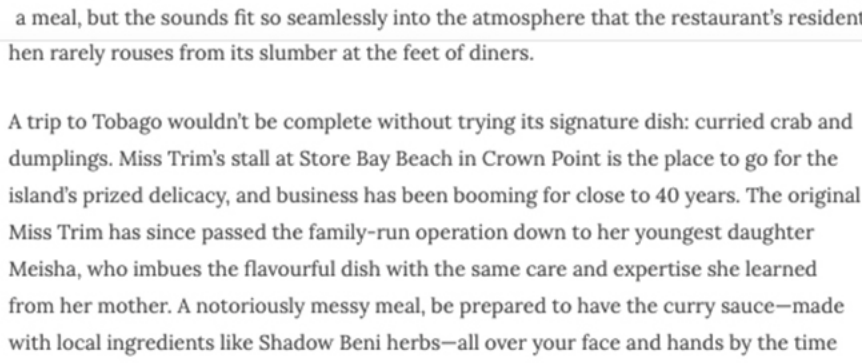 a meal, but the sounds fit so seamlessly into the atmosphere that the restaurant's resident
hen rarely rouses from its slumber at the feet of diners.
A trip to Tobago wouldn't be complete without trying its signature dish: curried crab and
dumplings. Miss Trim's stall at Store Bay Beach in Crown Point is the place to go for the
island's prized delicacy, and business has been booming for close to 40 years. The original
Miss Trim has since passed the family-run operation down to her youngest daughter
Meisha, who imbues the flavourful dish with the same care and expertise she learned
from her mother. A notoriously messy meal, be prepared to have the curry sauce—made
with local ingredients like Shadow Beni herbs—all over your face and hands by the time